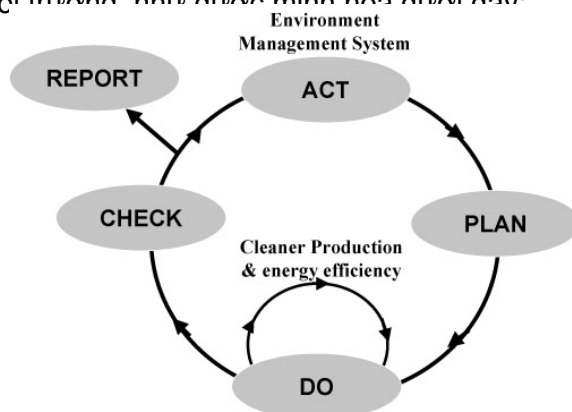 Environment
Management System
REPORT
ACT
CHECK
PLAN
Cleaner Production
& energy efficiency
DO